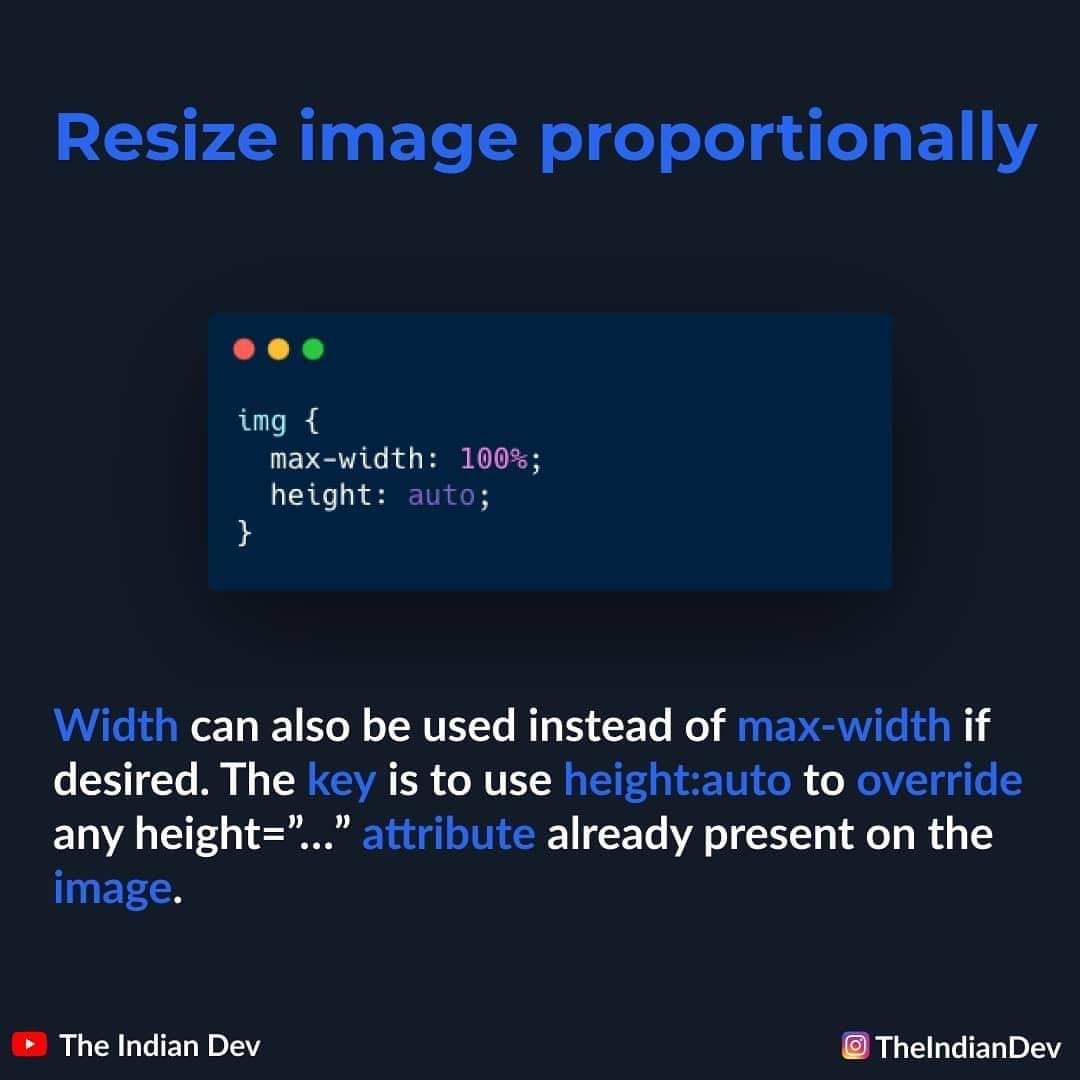 Resize image proportionally
img {
  max-width: 100%;
  height: auto;
}
Width can also be used instead of max-width if
desired. The key is to use height:auto to override
any height=”...” attribute already present on the
image.
The Indian Dev
TheIndianDev